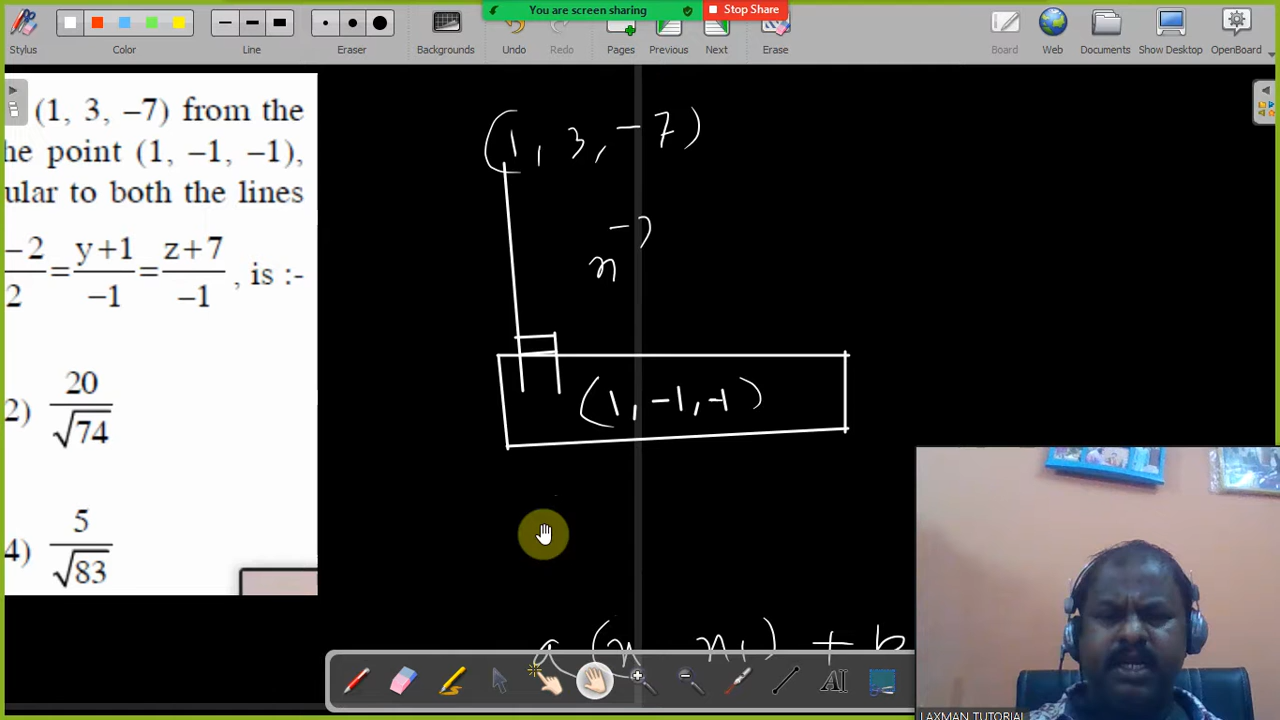 You are screen sharing Stop Share
Stylus Color Line Eraser Backgrounds Undo Redo Pages Previous Next Erase Board Web Documents Show Desktop OpenBoard
(1, 3, –7) from the
he point (1, –1, –1),
ular to both the lines
–2/2 = y+1/–1 = z+7/–1 , is :-
2) 20/√74
4) 5/√83
(1, 3, -7)
n
(1, -1, -1)
a (x x1) + b
AI
LAXMAN TUTORIAL